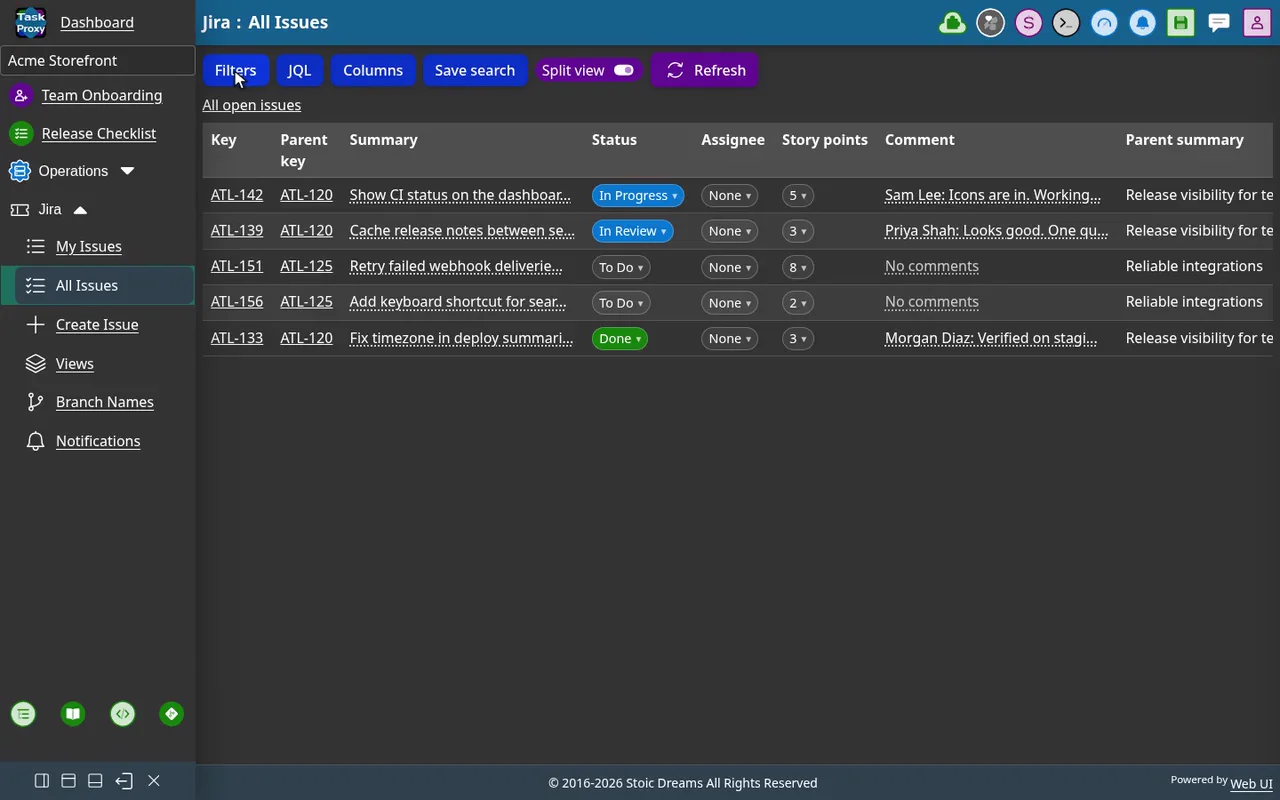 Task Proxy
Dashboard
Jira : All Issues
S
Acme Storefront
Team Onboarding
Release Checklist
Operations
Jira
My Issues
All Issues
Create Issue
Views
Branch Names
Notifications
Filters
JQL
Columns
Save search
Split view
Refresh
All open issues
Key
Parent key
Summary
Status
Assignee
Story points
Comment
Parent summary
ATL-142 ATL-120 Show CI status on the dashboar... In Progress None 5 Sam Lee: Icons are in. Working... Release visibility for te
ATL-139 ATL-120 Cache release notes between se... In Review None 3 Priya Shah: Looks good. One qu... Release visibility for te
ATL-151 ATL-125 Retry failed webhook deliverie... To Do None 8 No comments Reliable integrations
ATL-156 ATL-125 Add keyboard shortcut for sear... To Do None 2 No comments Reliable integrations
ATL-133 ATL-120 Fix timezone in deploy summari... Done None 3 Morgan Diaz: Verified on stagi... Release visibility for te
© 2016-2026 Stoic Dreams All Rights Reserved
Powered by Web UI